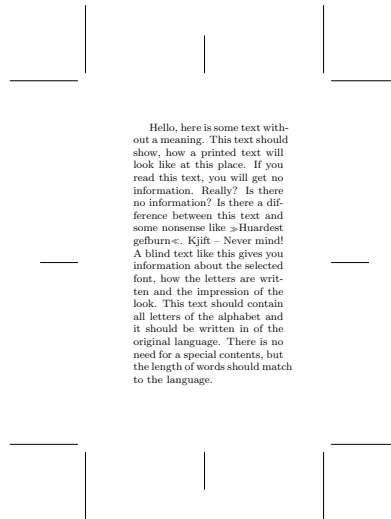 Hello, here is some text with-
out a meaning. This text should
show, how a printed text will
look like at this place. If you
read this text, you will get no
information. Really? Is there
no information? Is there a dif-
ference between this text and
some nonsense like ≫Huardest
gefburn≪. Kjift – Never mind!
A blind text like this gives you
information about the selected
font, how the letters are writ-
ten and the impression of the
look. This text should contain
all letters of the alphabet and
it should be written in of the
original language. There is no
need for a special contents, but
the length of words should match
to the language.